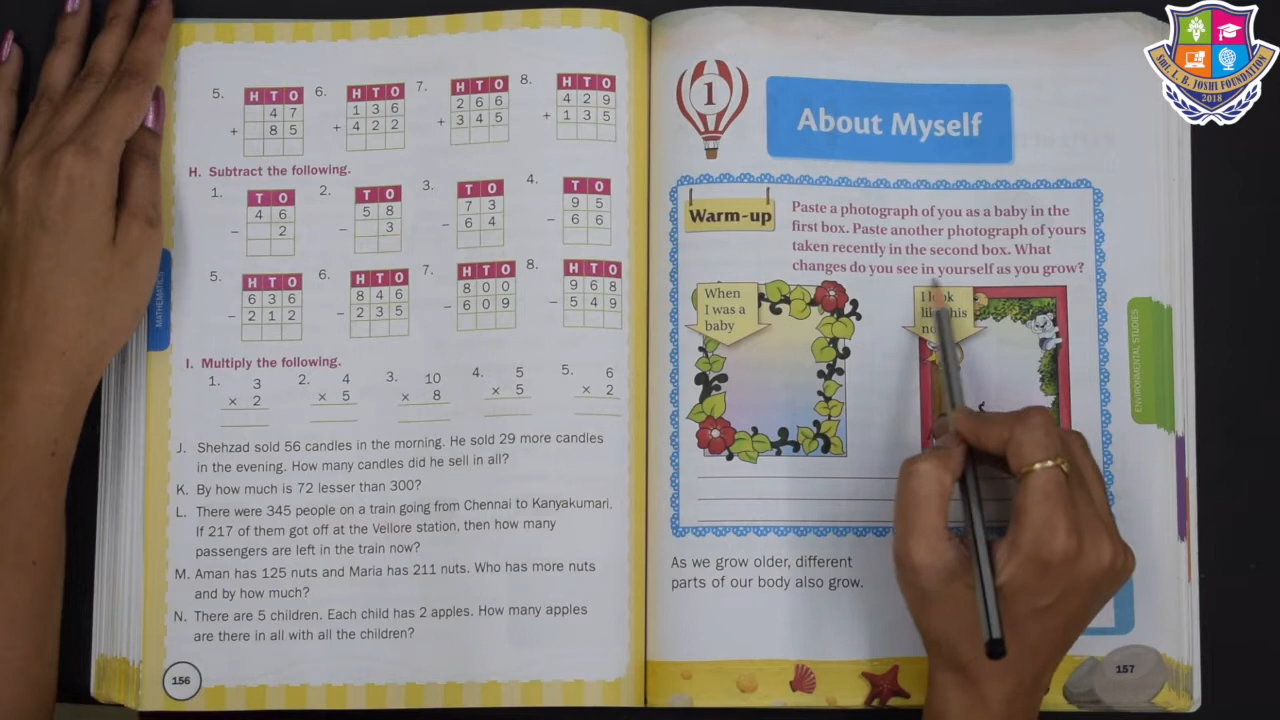 5.
H T O
4 7
+ 8 5
6.
H T O
1 3 6
+ 4 2 2
7.
H T O
2 6 6
+ 3 4 5
8.
H T O
4 2 9
+ 1 3 5
H. Subtract the following.
1.
T O
4 6
− 2
2.
T O
5 8
− 3
3.
T O
7 3
− 6 4
4.
T O
9 5
− 6 6
5.
H T O
6 3 6
− 2 1 2
6.
H T O
8 4 6
− 2 3 5
7.
H T O
8 0 0
− 6 0 9
8.
H T O
9 6 8
− 5 4 9
I. Multiply the following.
1. 3
× 2
2. 4
× 5
3. 10
× 8
4. 5
× 5
5. 6
× 2
J. Shehzad sold 56 candles in the morning. He sold 29 more candles
in the evening. How many candles did he sell in all?
K. By how much is 72 lesser than 300?
L. There were 345 people on a train going from Chennai to Kanyakumari.
If 217 of them got off at the Vellore station, then how many
passengers are left in the train now?
M. Aman has 125 nuts and Maria has 211 nuts. Who has more nuts
and by how much?
N. There are 5 children. Each child has 2 apples. How many apples
are there in all with all the children?
156
MATHEMATICS
1
About Myself
Warm-up
Paste a photograph of you as a baby in the
first box. Paste another photograph of yours
taken recently in the second box. What
changes do you see in yourself as you grow?
When
I was a
baby
I look
like this
As we grow older, different
parts of our body also grow.
ENVIRONMENTAL STUDIES
157
SMT. I. B. JOSHI FOUNDATION
2018